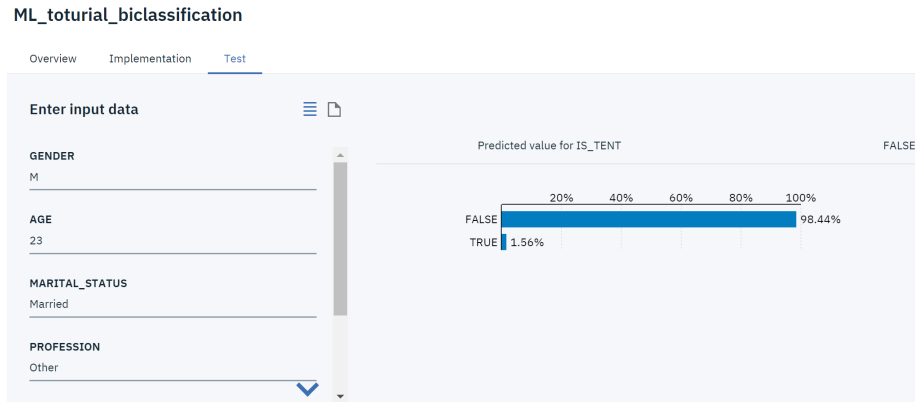 ML_toturial_biclassification
Overview Implementation Test
Enter input data
GENDER
M
AGE
23
MARITAL_STATUS
Married
PROFESSION
Other
Predicted value for IS_TENT FALSE
20% 40% 60% 80% 100%
FALSE 98.44%
TRUE 1.56%